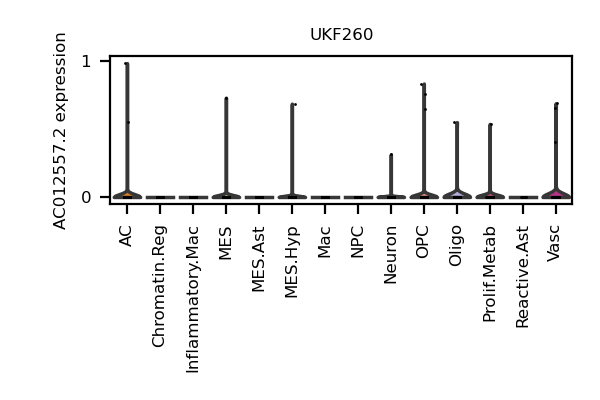 UKF260
AC012557.2 expression
1
0
AC
Chromatin.Reg
Inflammatory.Mac
MES
MES.Ast
MES.Hyp
Mac
NPC
Neuron
OPC
Oligo
Prolif.Metab
Reactive.Ast
Vasc